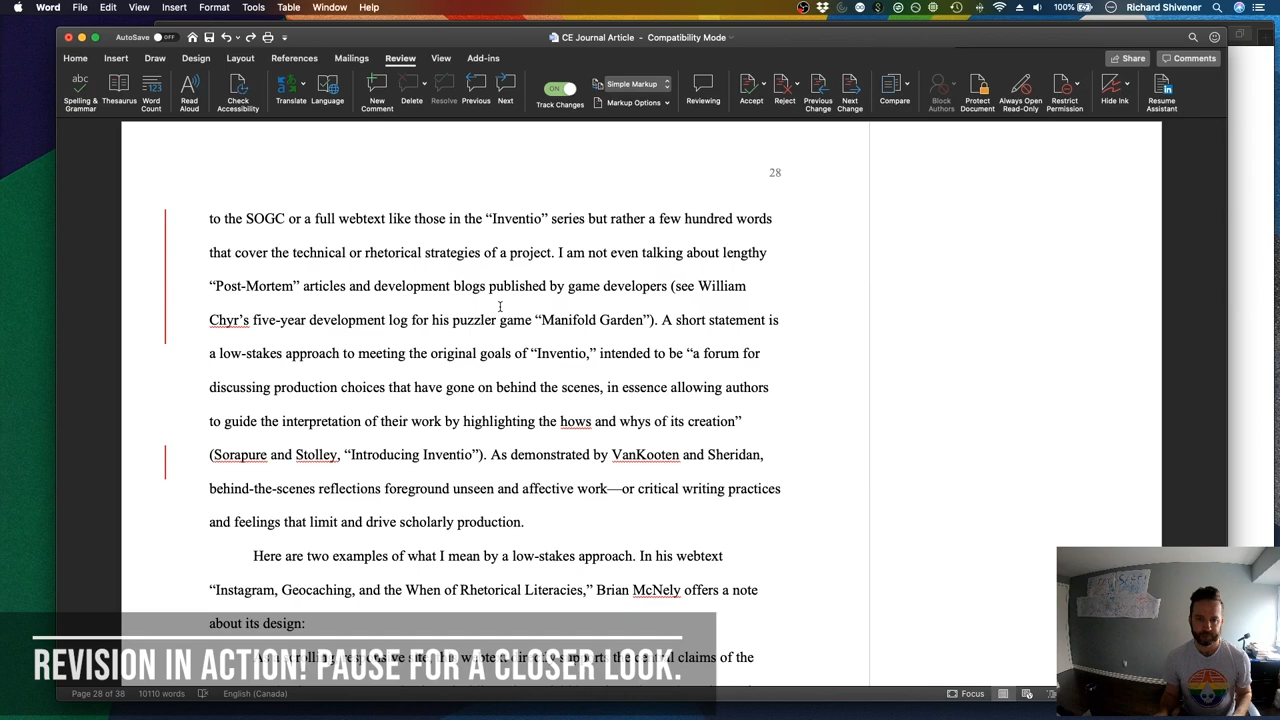 Word File Edit View Insert Format Tools Table Window Help 100% Richard Shivener
AutoSave OFF CE Journal Article - Compatibility Mode
Home Insert Draw Design Layout References Mailings Review View Add-ins Share Comments
abc 123 A ON Simple Markup
Spelling & Grammar Thesaurus Word Count Read Aloud Check Accessibility Translate Language New Comment Delete Resolve Previous Next Track Changes Markup Options Reviewing Accept Reject Previous Change Next Change Compare Block Authors Protect Document Always Open Read-Only Restrict Permission Hide Ink Resume Assistant
28
to the SOGC or a full webtext like those in the “Inventio” series but rather a few hundred words
that cover the technical or rhetorical strategies of a project. I am not even talking about lengthy
“Post-Mortem” articles and development blogs published by game developers (see William
Chyr’s five-year development log for his puzzler game “Manifold Garden”). A short statement is
a low-stakes approach to meeting the original goals of “Inventio,” intended to be “a forum for
discussing production choices that have gone on behind the scenes, in essence allowing authors
to guide the interpretation of their work by highlighting the hows and whys of its creation”
(Sorapure and Stolley, “Introducing Inventio”). As demonstrated by VanKooten and Sheridan,
behind-the-scenes reflections foreground unseen and affective work—or critical writing practices
and feelings that limit and drive scholarly production.
Here are two examples of what I mean by a low-stakes approach. In his webtext
“Instagram, Geocaching, and the When of Rhetorical Literacies,” Brian McNely offers a note
about its design:
claims of the
REVISION IN ACTION! PAUSE FOR A CLOSER LOOK.
Page 28 of 38 10110 words English (Canada) Focus